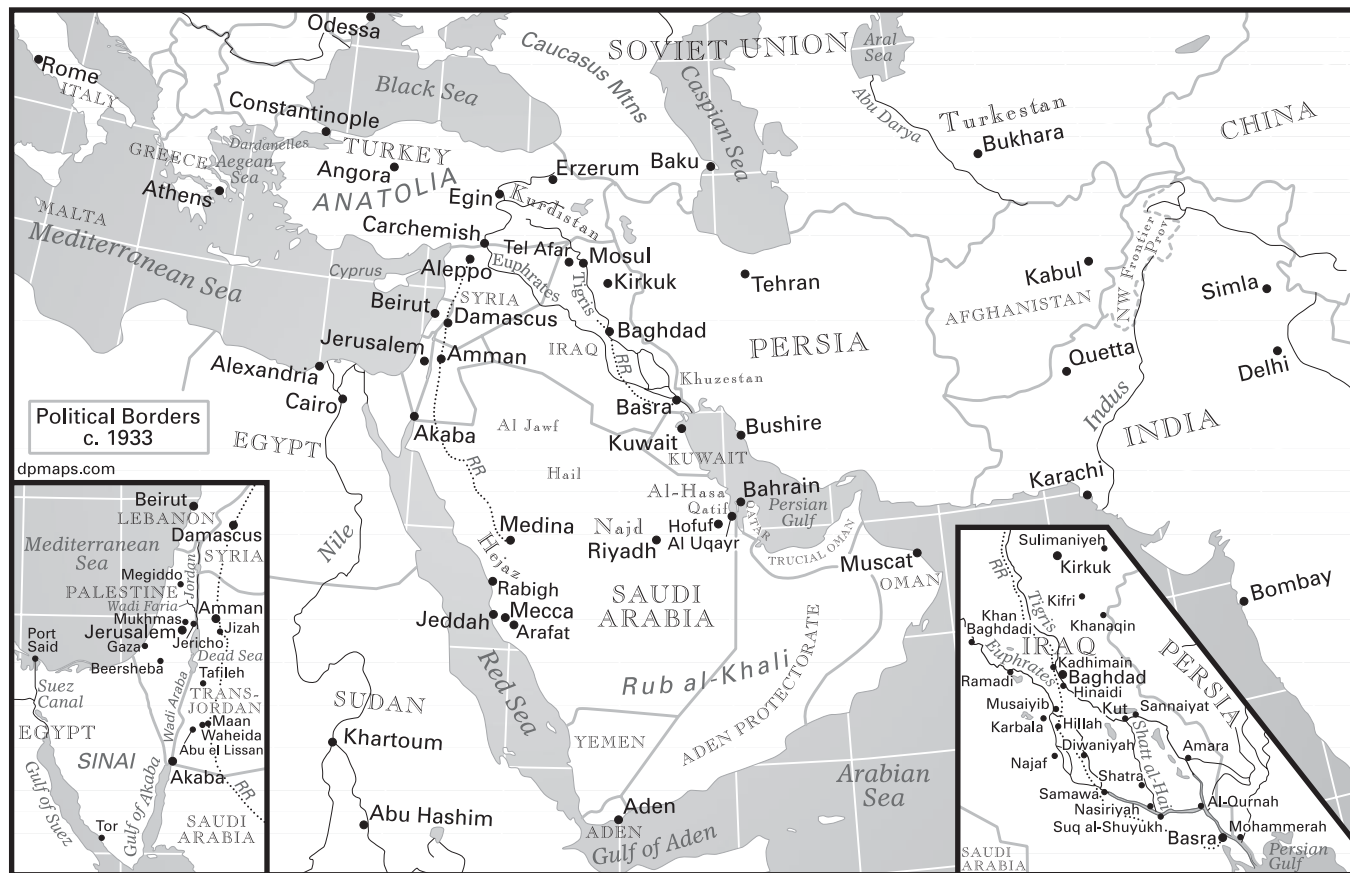 Odessa
Caucasus Mtns
SOVIET UNION
Aral
Sea
Rome
ITALY
Black Sea
Caspian Sea
Abu Darya
Turkestan
CHINA
Bukhara
Constantinople
Dardanelles
GREECE
Aegean
Sea
TURKEY
Angora
ANATOLIA
Erzerum
Baku
Athens
Egin
Kurdistan
MALTA
Mediterranean Sea
Carchemish
Tel Afar
Mosul
Cyprus
Aleppo
Euphrates
Tigris
Kirkuk
Tehran
Kabul
NW Frontier
Prov
Simla
SYRIA
Beirut
Damascus
AFGHANISTAN
Baghdad
Jerusalem
Amman
IRAQ
RR
PERSIA
Quetta
Delhi
Alexandria
Khuzestan
Cairo
Basra
Indus
Political Borders
c. 1933
dpmaps.com
EGYPT
Akaba
Al Jawf
Kuwait
KUWAIT
Bushire
INDIA
RR
Hail
Karachi
Al-Hasa
Qatif
Bahrain
Persian
Gulf
QATAR
Nile
Medina
Najd
Hofuf
Riyadh
Al Uqayr
TRUCIAL OMAN
Muscat
OMAN
Hejaz
Rabigh
Jeddah
Mecca
Arafat
SAUDI
ARABIA
Bombay
Red Sea
Rub al-Khali
SUDAN
Khartoum
YEMEN
ADEN PROTECTORATE
Abu Hashim
Aden
ADEN
Gulf of Aden
Arabian
Sea
Beirut
LEBANON
Damascus
Mediterranean
Sea
SYRIA
Megiddo
Jordan
PALESTINE
Wadi Faria
Amman
Mukhmas
Jerusalem
Jizah
Port
Said
Gaza
Jericho
Dead Sea
Beersheba
Tafileh
Suez
Canal
Wadi Araba
TRANS-
JORDAN
EGYPT
Maan
Waheida
Abu el Lissan
SINAI
Akaba
RR
Gulf of Suez
Gulf of Akaba
Tor
SAUDI
ARABIA
Sulimaniyeh
RR
Kirkuk
Tigris
Kifri
Khan
Baghdadi
Khanaqin
IRAQ
PERSIA
Euphrates
Kadhimain
Ramadi
Baghdad
Hinaidi
Musaiyib
Kut
Sannaiyat
Karbala
Hillah
Diwaniyah
Shatt al-Hai
Amara
Najaf
Shatra
Samawa
Nasiriyah
Al-Qurnah
Suq al-Shuyukh
Mohammerah
Basra
SAUDI
ARABIA
Persian
Gulf